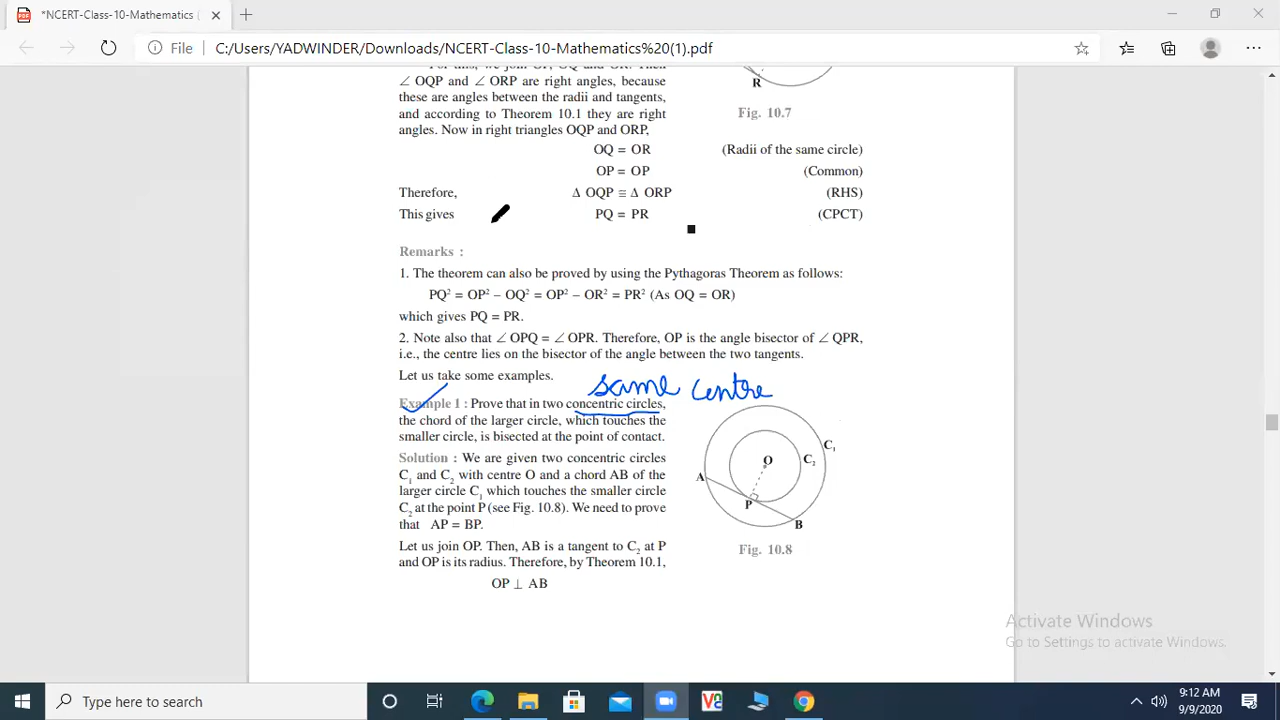 *NCERT-Class-10-Mathematics (
File
C:/Users/YADWINDER/Downloads/NCERT-Class-10-Mathematics%20(1).pdf
For this, we join OP, OQ and OR. Then
∠ OQP and ∠ ORP are right angles, because
these are angles between the radii and tangents,
and according to Theorem 10.1 they are right
angles. Now in right triangles OQP and ORP,
R
Fig. 10.7
OQ = OR (Radii of the same circle)
OP = OP (Common)
Therefore, Δ OQP ≅ Δ ORP (RHS)
This gives PQ = PR (CPCT)
Remarks :
1. The theorem can also be proved by using the Pythagoras Theorem as follows:
PQ² = OP² – OQ² = OP² – OR² = PR² (As OQ = OR)
which gives PQ = PR.
2. Note also that ∠ OPQ = ∠ OPR. Therefore, OP is the angle bisector of ∠ QPR,
i.e., the centre lies on the bisector of the angle between the two tangents.
Let us take some examples.
same centre
Example 1 : Prove that in two concentric circles,
the chord of the larger circle, which touches the
smaller circle, is bisected at the point of contact.
Solution : We are given two concentric circles
C₁ and C₂ with centre O and a chord AB of the
larger circle C₁ which touches the smaller circle
C₂ at the point P (see Fig. 10.8). We need to prove
that AP = BP.
Let us join OP. Then, AB is a tangent to C₂ at P
and OP is its radius. Therefore, by Theorem 10.1,
OP ⊥ AB
C₁
O
C₂
A
P
B
Fig. 10.8
Activate Windows
Go to Settings to activate Windows.
Type here to search
9:12 AM
9/9/2020